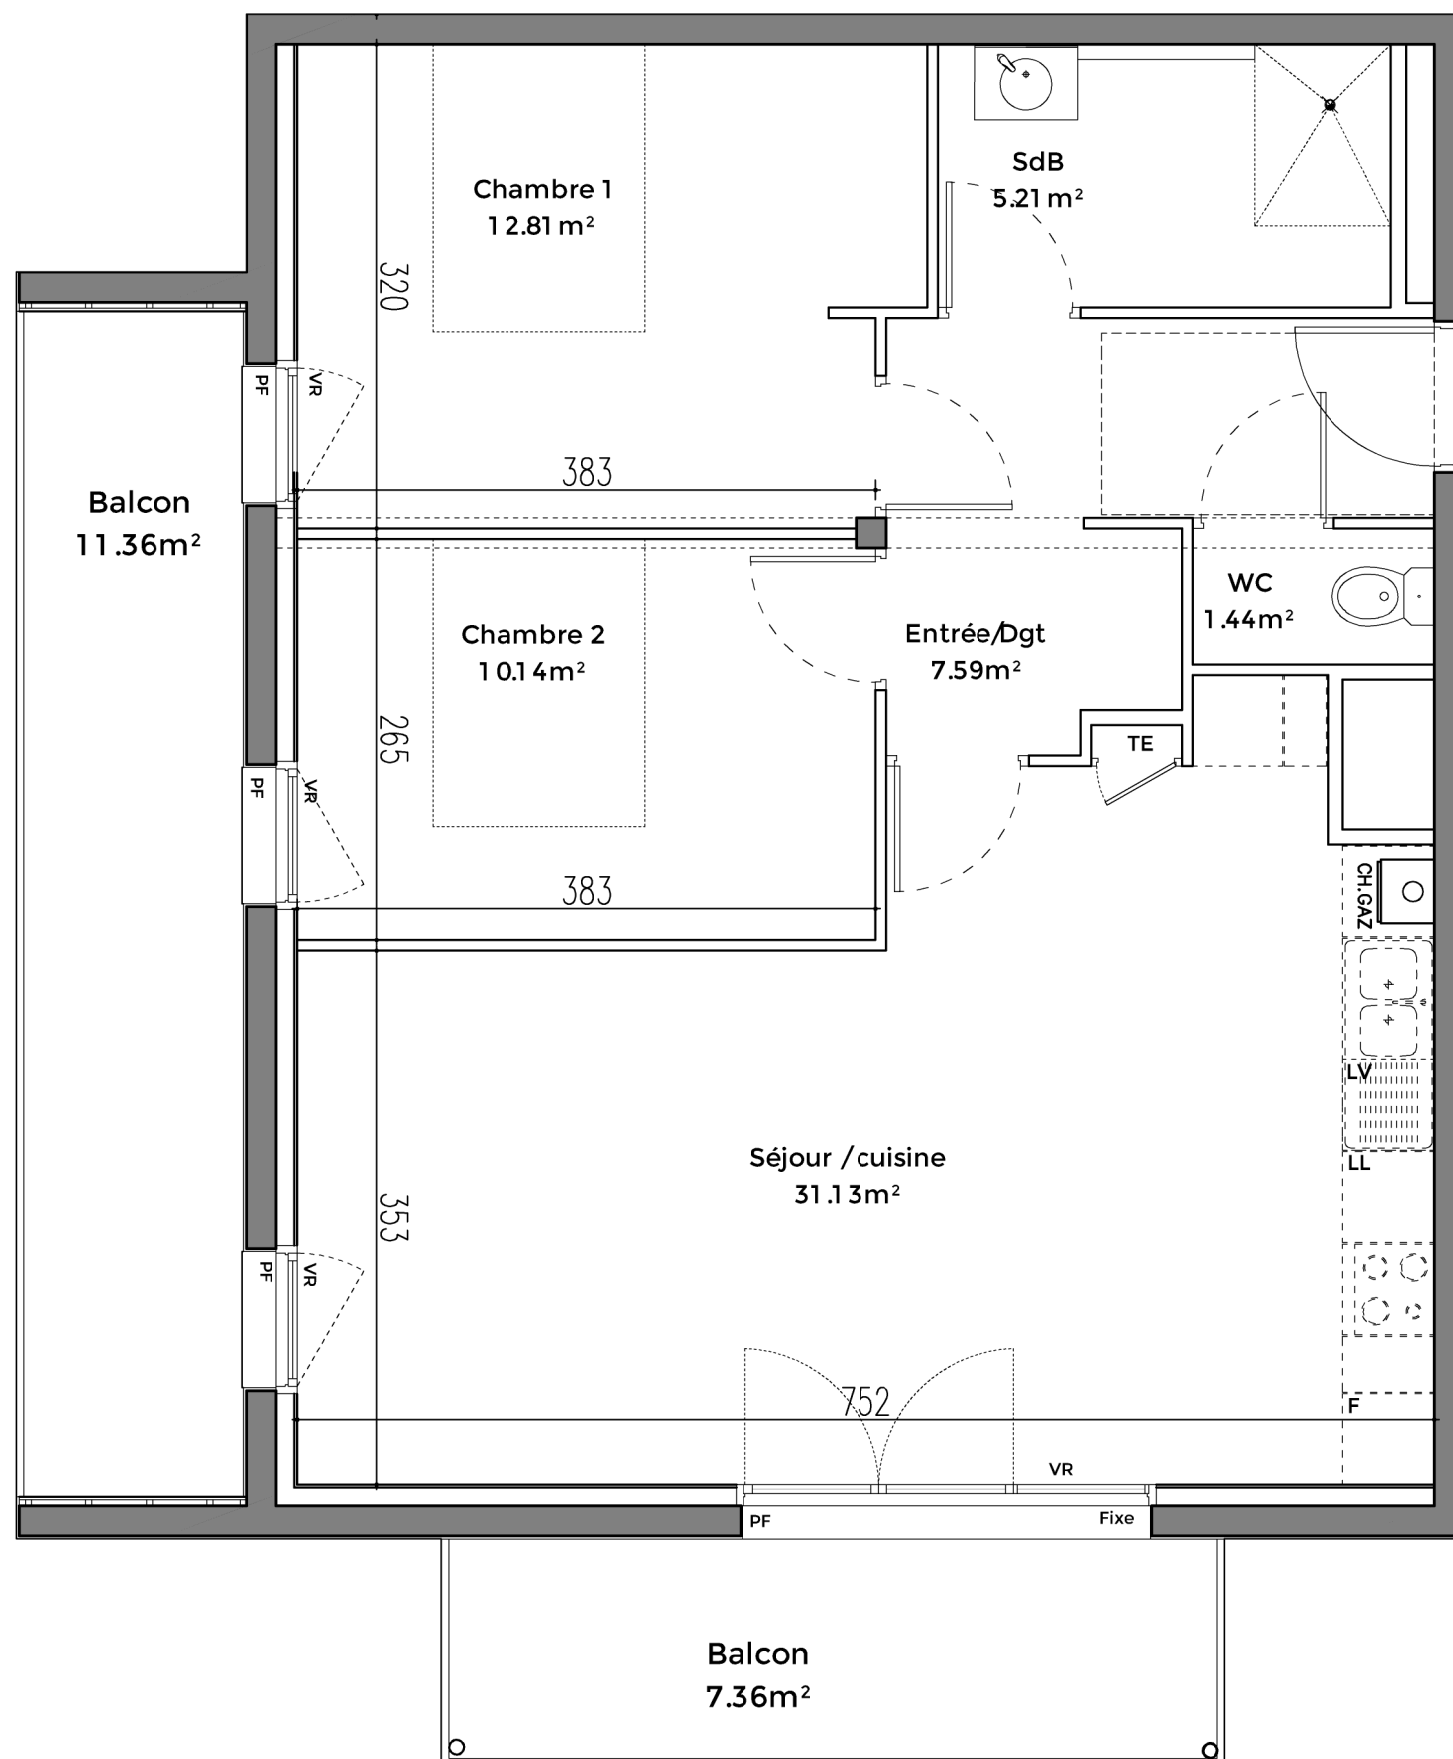 Chambre 1
12.81 m²
SdB
5.21 m²
320
PF
VR
383
Balcon
11.36m²
Chambre 2
10.14m²
Entrée/Dgt
7.59m²
WC
1.44m²
265
TE
PF
VR
383
CH.GAZ
LV
LL
Séjour /cuisine
31.13m²
353
PF
VR
752
F
VR
PF
Fixe
Balcon
7.36m²